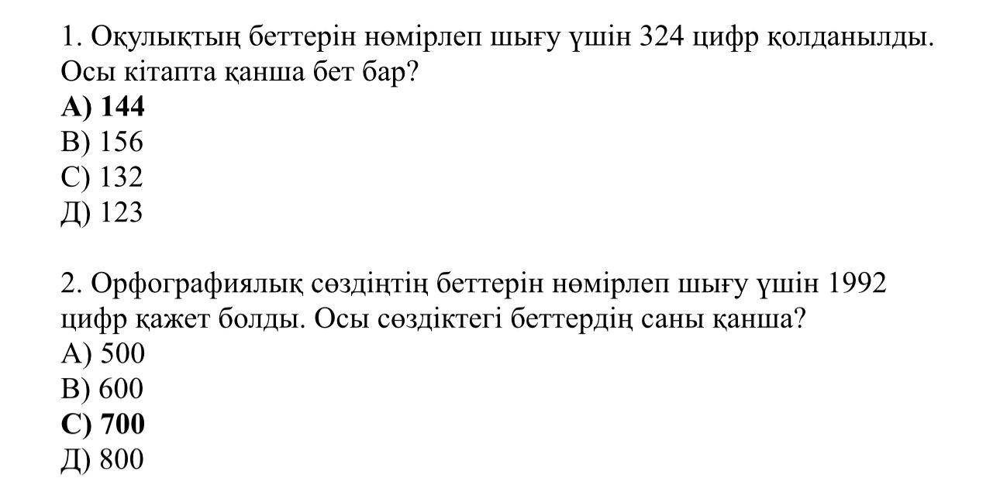 1. Оқулықтың беттерін нөмірлеп шығу үшін 324 цифр қолданылды.
Осы кітапта қанша бет бар?
А) 144
В) 156
С) 132
Д) 123
2. Орфографиялық сөздіңтің беттерін нөмірлеп шығу үшін 1992
цифр қажет болды. Осы сөздіктегі беттердің саны қанша?
А) 500
В) 600
С) 700
Д) 800